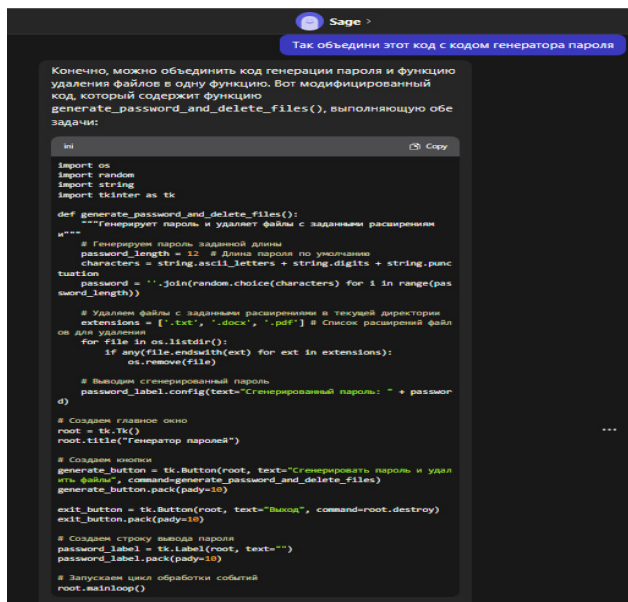 Sage >
Так объедини этот код с кодом генератора пароля
Конечно, можно объединить код генерации пароля и функцию
удаления файлов в одну функцию. Вот модифицированный
код, который содержит функцию
generate_password_and_delete_files(), выполняющую обе
задачи:
ini
Copy
import os
import random
import string
import tkinter as tk
def generate_password_and_delete_files():
"""Генерирует пароль и удаляет файлы с заданными расширениям
и"""
# Генерируем пароль заданной длины
password_length = 12 # Длина пароля по умолчанию
characters = string.ascii_letters + string.digits + string.punc
tuation
password = ''.join(random.choice(characters) for i in range(pas
sword_length))
# Удаляем файлы с заданными расширениями в текущей директории
extensions = ['.txt', '.docx', '.pdf'] # Список расширений файл
ов для удаления
for file in os.listdir():
if any(file.endswith(ext) for ext in extensions):
os.remove(file)
# Выводим сгенерированный пароль
password_label.config(text="Сгенерированный пароль: " + passwor
d)
# Создаем главное окно
root = tk.Tk()
root.title("Генератор паролей")
# Создаем кнопки
generate_button = tk.Button(root, text="Сгенерировать пароль и удал
ить файлы", command=generate_password_and_delete_files)
generate_button.pack(pady=10)
exit_button = tk.Button(root, text="Выход", command=root.destroy)
exit_button.pack(pady=10)
# Создаем строку вывода пароля
password_label = tk.Label(root, text="")
password_label.pack(pady=10)
# Запускаем цикл обработки событий
root.mainloop()